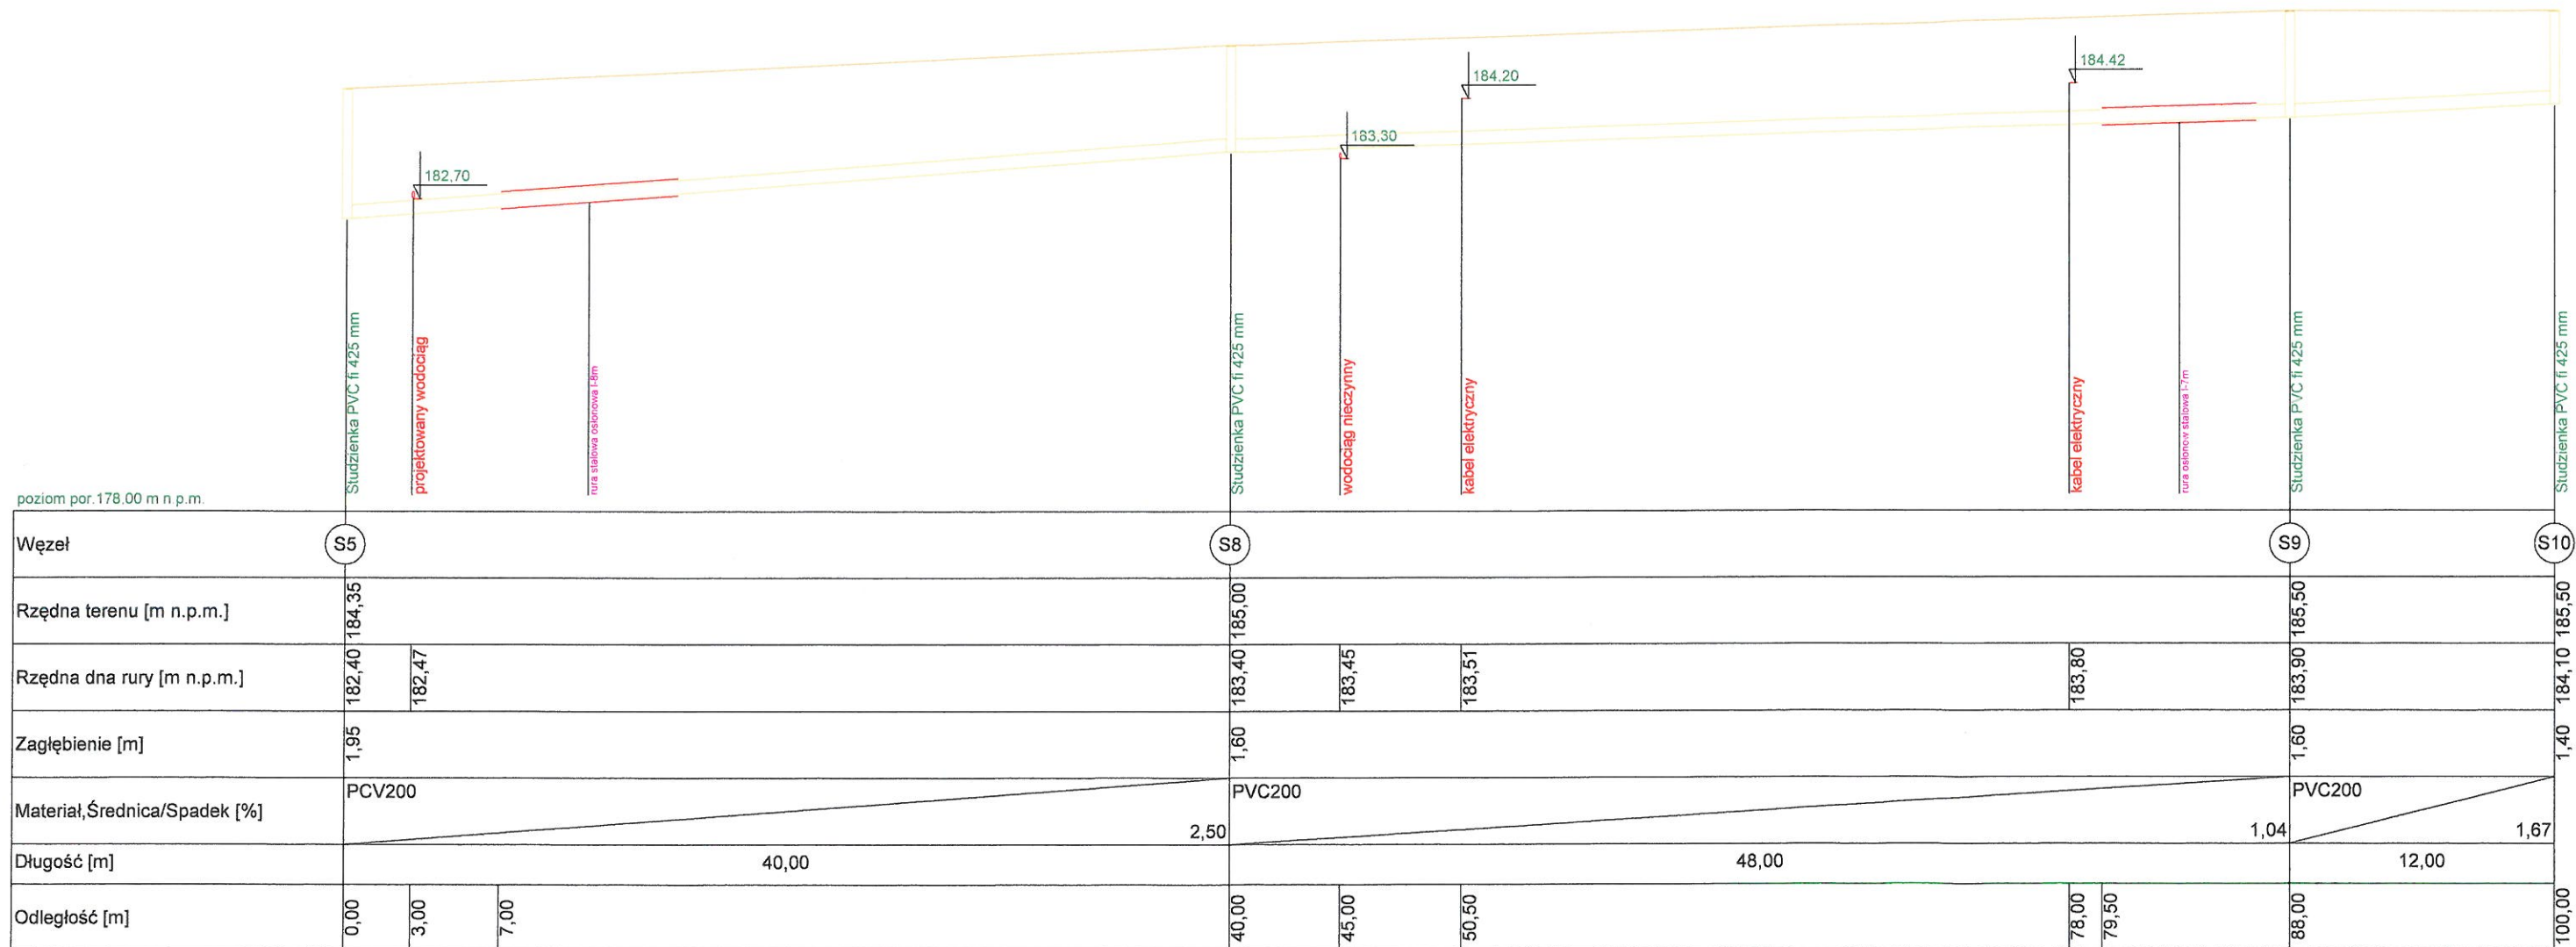 184.42
184,20
183,30
182,70
Studzienka PVC fi 425 mm
projektowany wodociąg
rura stalowa osłonowa l-8m
Studzienka PVC fi 425 mm
wodociąg nieczynny
kabel elektryczny
kabel elektryczny
rura osłonow stalowa l-7m
Studzienka PVC fi 425 mm
Studzienka PVC fi 425 mm
poziom por.178.00 m n p.m.
Węzeł S5 S8 S9 S10
Rzędna terenu [m n.p.m.] 184,35 185,00 185,50 185,50
Rzędna dna rury [m n.p.m.] 182,40 182,47 183,40 183,45 183,51 183,80 183,90 184,10
Zagłębienie [m] 1,95 1,60 1,60 1,40
Materiał,Średnica/Spadek [%] PCV200 2,50 PVC200 1,04 PVC200 1,67
Długość [m] 40,00 48,00 12,00
Odległość [m] 0,00 3,00 7,00 40,00 45,00 50,50 78,00 79,50 88,00 100,00